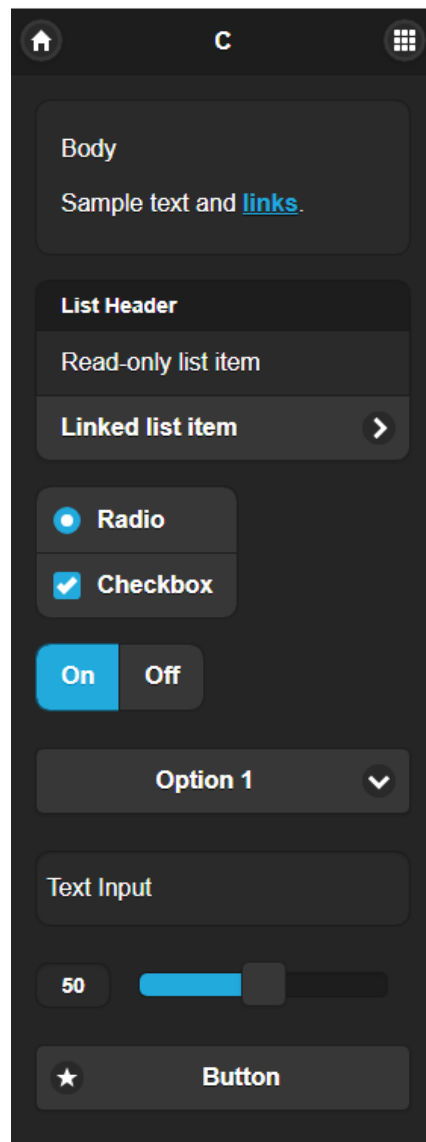 C
Body
Sample text and links.
List Header
Read-only list item
Linked list item
Radio
Checkbox
On Off
Option 1
Text Input
50
Button